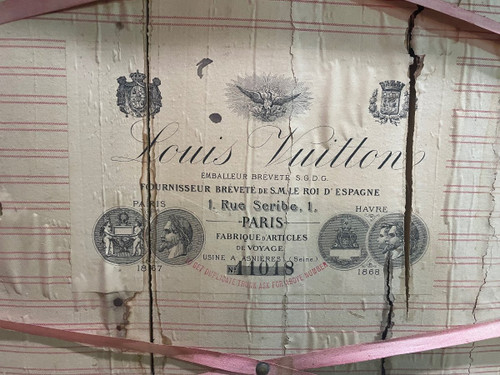 Louis Vuitton
EMBALLEUR BREVETÉ S.G.D.G.
FOURNISSEUR BRÉVETÉ DE S.M. LE ROI D'ESPAGNE
1. Rue Scribe, 1.
PARIS HAVRE
-PARIS-
FABRIQUE D'ARTICLES
DE VOYAGE
USINE A ASNIERES (Seine)
1867 1868
No 11018